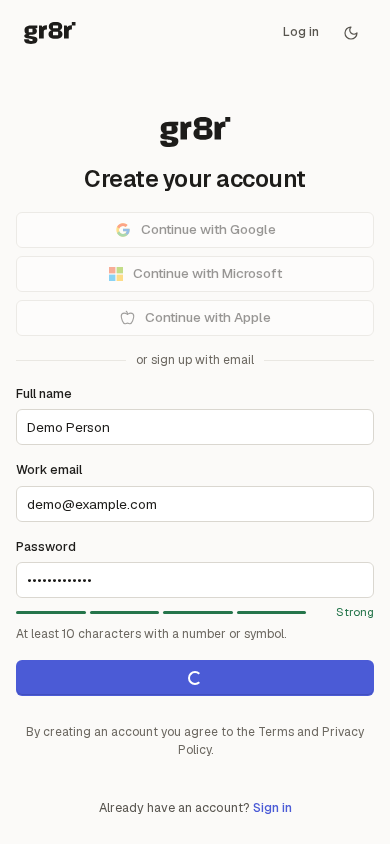 gr8r
Log in
gr8r
Create your account
Continue with Google
Continue with Microsoft
Continue with Apple
or sign up with email
Full name
Demo Person
Work email
demo@example.com
Password
•••••••••••••
Strong
At least 10 characters with a number or symbol.
By creating an account you agree to the Terms and Privacy
Policy.
Already have an account? Sign in